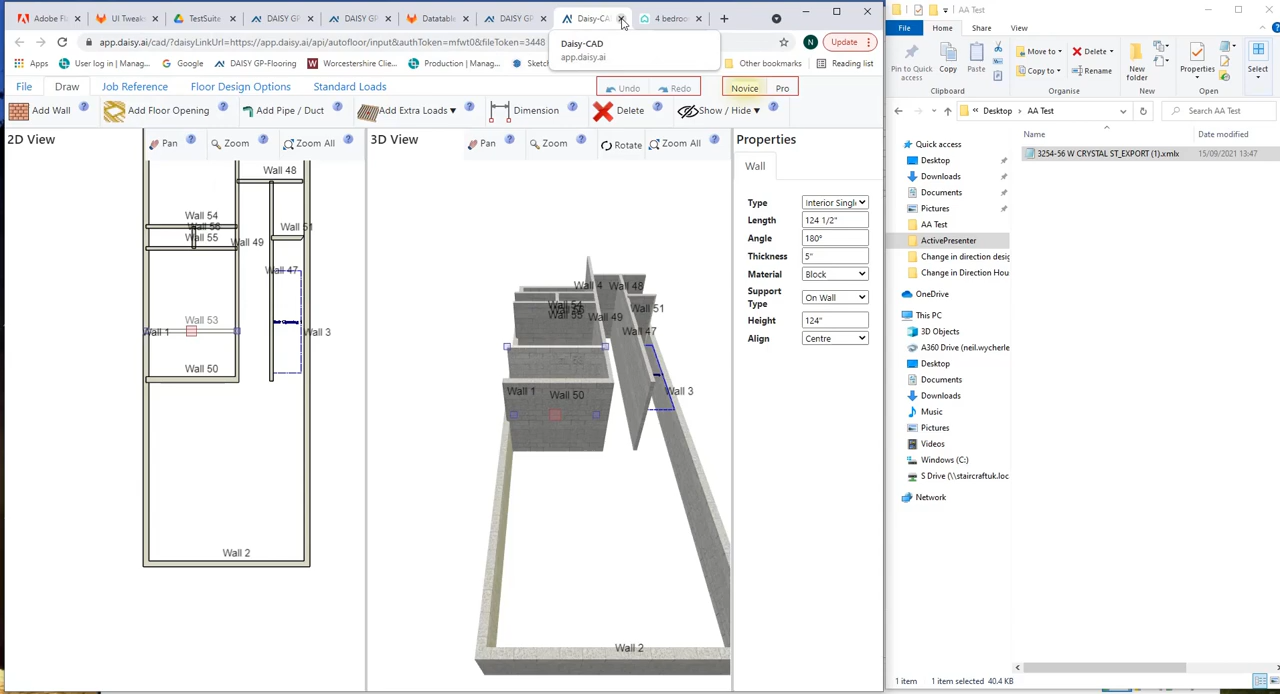 Adobe Fl
UI Tweak
TestSuite
DAISY GP
DAISY GP
Datatabl
DAISY GP
Daisy-CA
4 bedroo
app.daisy.ai/cad/?daisyLinkUrl=https://app.daisy.ai/api/autofloor/input&authToken=mfwt0&fileToken=3448
Daisy-CAD
app.daisy.ai
N
Update
Apps
User log in | Manag...
Google
DAISY GP-Flooring
Worcestershire Clie...
Production | Manag...
Sketch
Other bookmarks
Reading list
File
Draw
Job Reference
Floor Design Options
Standard Loads
Undo
Redo
Novice
Pro
Add Wall
Add Floor Opening
Add Pipe / Duct
Add Extra Loads
Dimension
Delete
Show / Hide
2D View
Pan
Zoom
Zoom All
3D View
Pan
Zoom
Rotate
Zoom All
Properties
Wall
Type
Interior Singl
Length
124 1/2"
Angle
180°
Thickness
5"
Material
Block
Support Type
On Wall
Height
124"
Align
Centre
Wall 48
Wall 54
Wall 51
Wall 55
Wall 49
Wall 47
Wall 53
Wall 1
Wall 3
Wall 50
Wall 2
Wall 4
Wall 48
Wall 51
Wall 49
Wall 47
Wall 1
Wall 50
Wall 3
Wall 2
AA Test
File
Home
Share
View
Pin to Quick access
Copy
Paste
Clipboard
Move to
Copy to
Delete
Rename
Organise
New folder
New
Properties
Open
Select
Desktop
AA Test
Search AA Test
Name
Date modified
3254-56 W CRYSTAL ST_EXPORT (1).xmlx
15/09/2021 13:47
Quick access
Desktop
Downloads
Documents
Pictures
AA Test
ActivePresenter
Change in direction desig
Change in Direction Hou
OneDrive
This PC
3D Objects
A360 Drive (neil.wycherle
Desktop
Documents
Downloads
Music
Pictures
Videos
Windows (C:)
S Drive (\\staircraftuk.loc
Network
1 item
1 item selected 40.4 KB